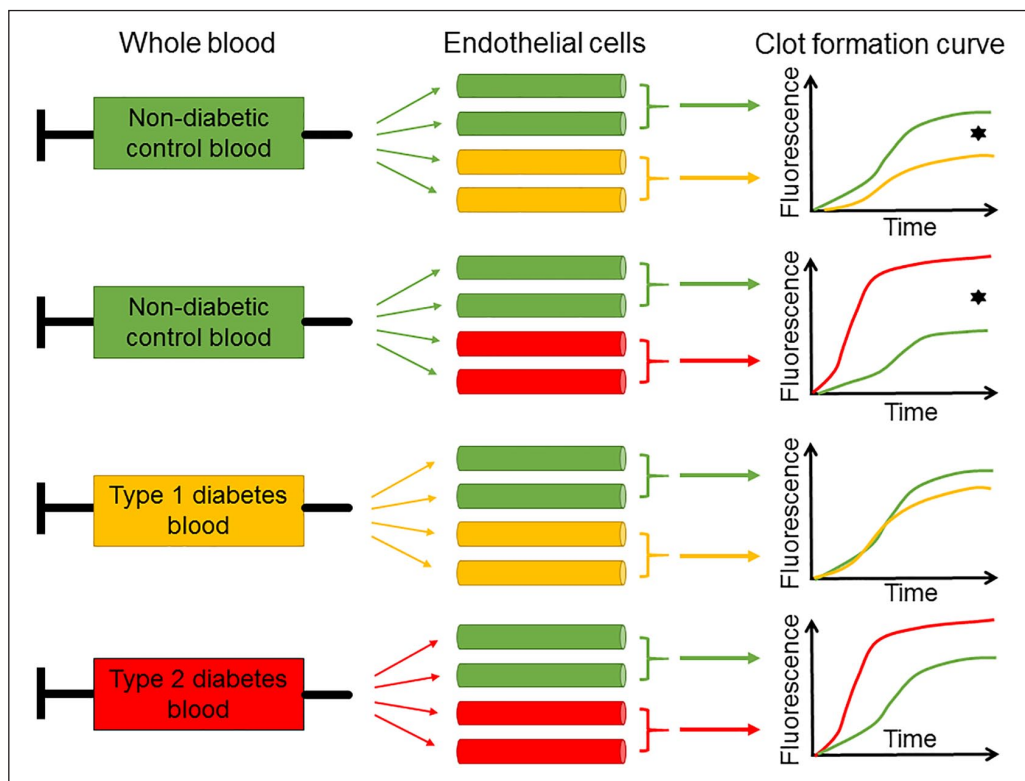 Whole blood
Endothelial cells
Clot formation curve
Non-diabetic
control blood
Fluorescence
Time
Non-diabetic
control blood
Fluorescence
Time
Type 1 diabetes
blood
Fluorescence
Time
Type 2 diabetes
blood
Fluorescence
Time